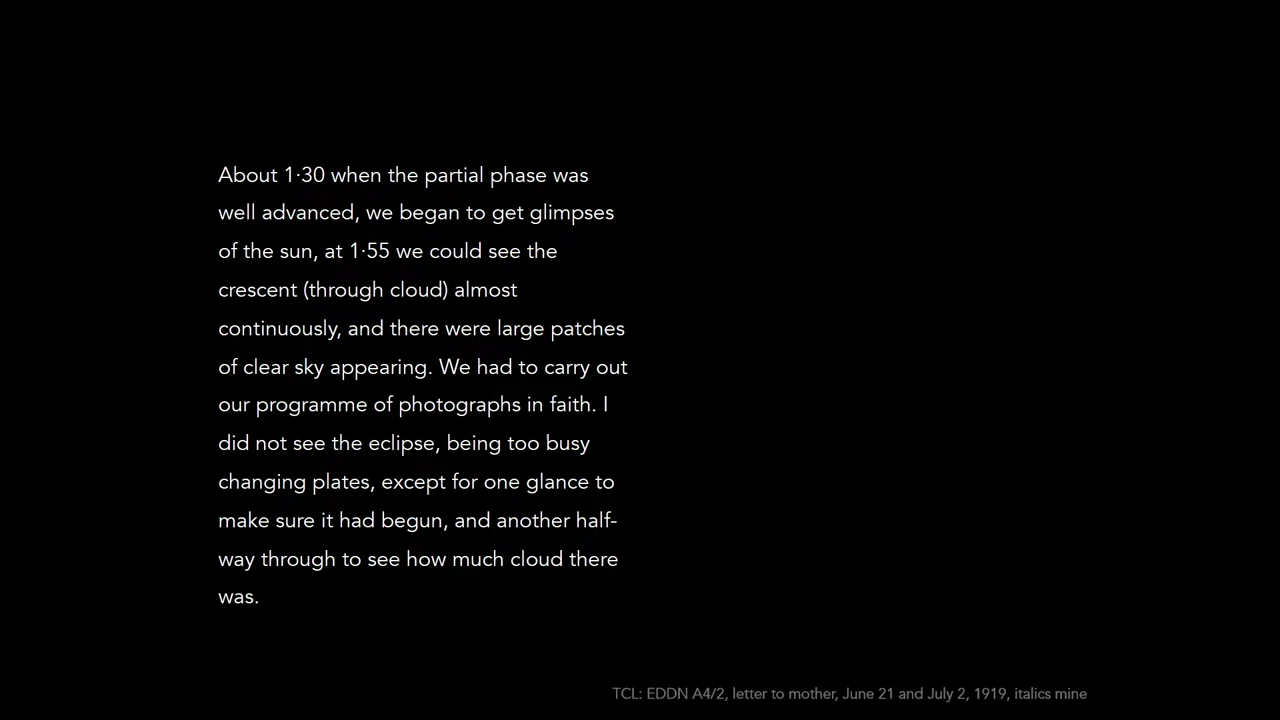 About 1·30 when the partial phase was
well advanced, we began to get glimpses
of the sun, at 1·55 we could see the
crescent (through cloud) almost
continuously, and there were large patches
of clear sky appearing. We had to carry out
our programme of photographs in faith. I
did not see the eclipse, being too busy
changing plates, except for one glance to
make sure it had begun, and another half-
way through to see how much cloud there
was.
TCL: EDDN A4/2, letter to mother, June 21 and July 2, 1919, italics mine